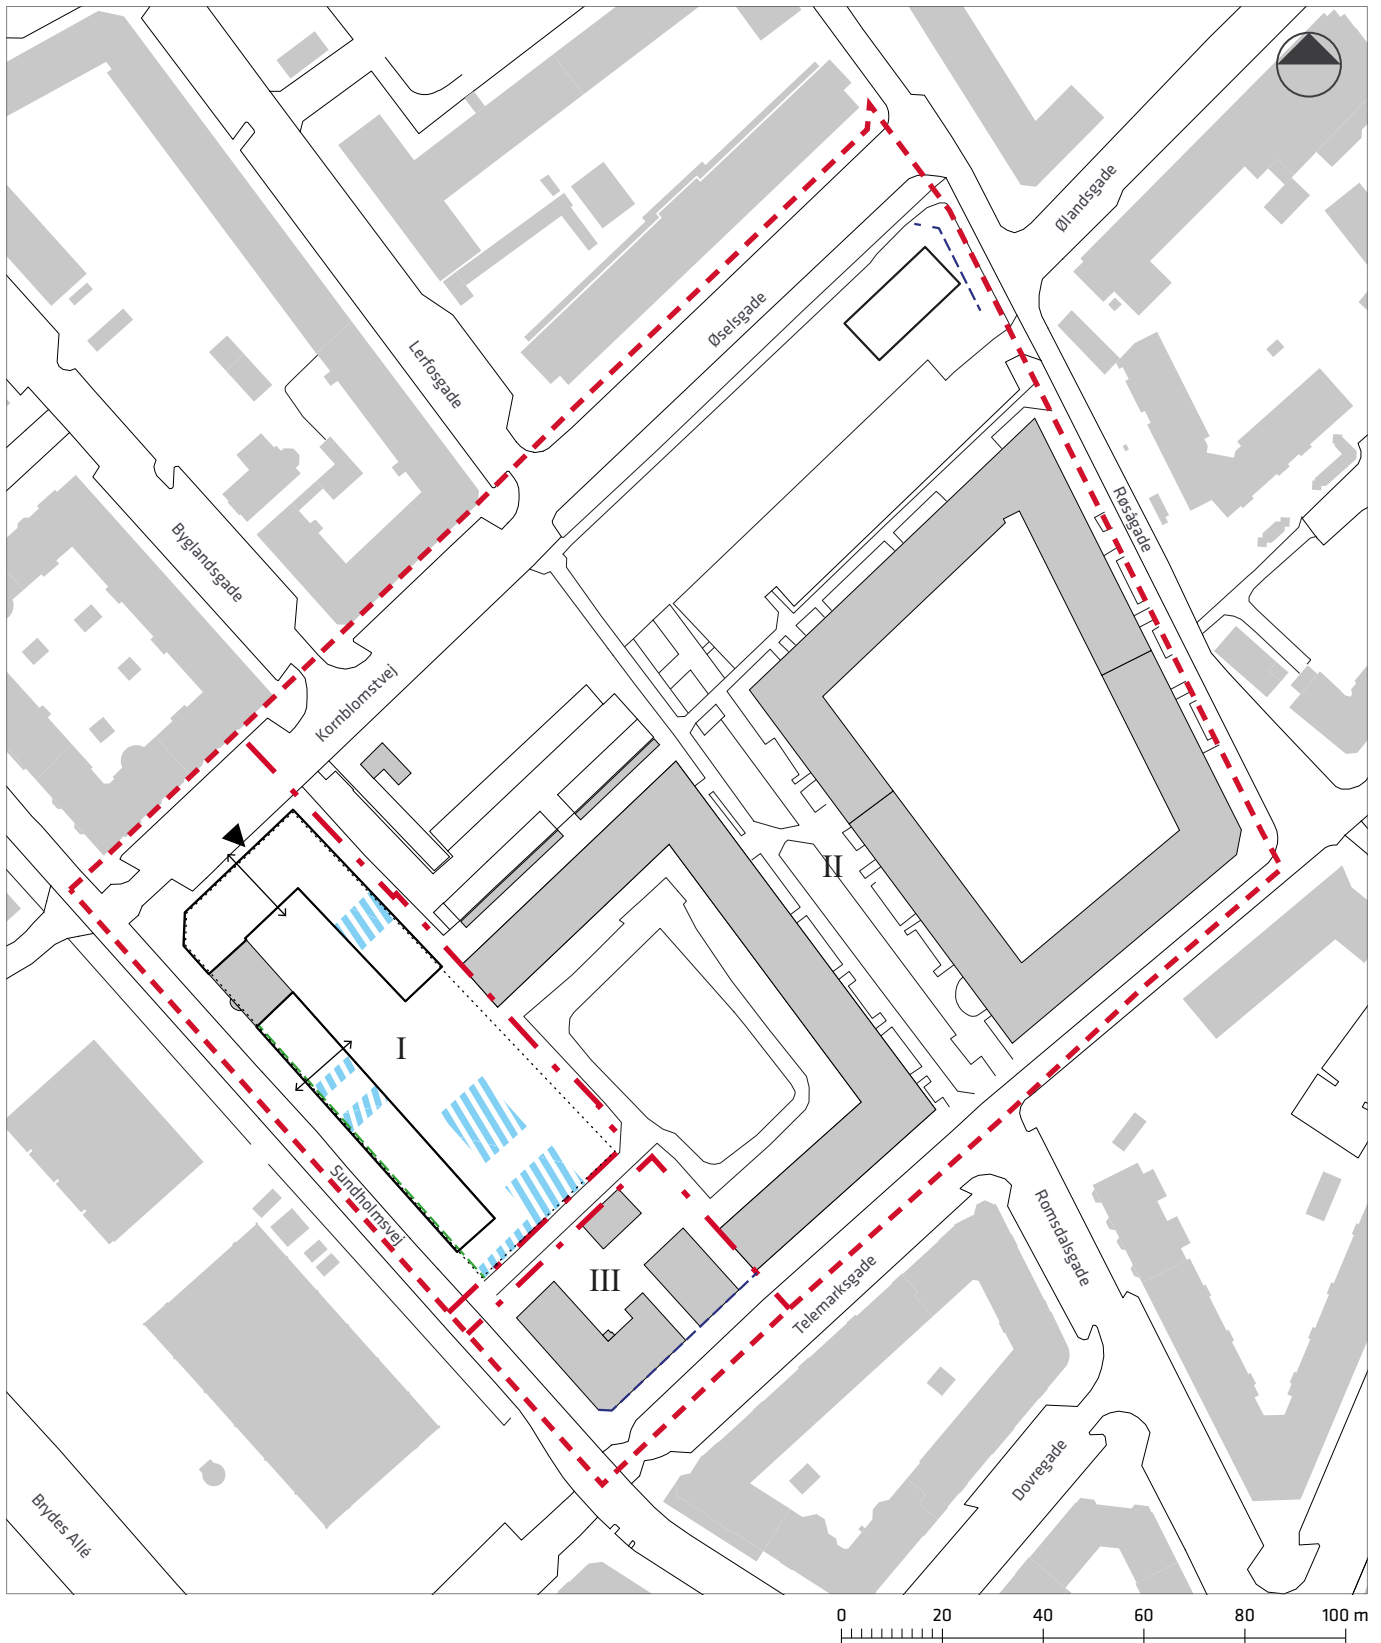 Ølandsgade
Øselsgade
Lerfosgade
Røsågade
Byglandsgade
Kornblomstvej
II
I
Sundholmsvej
Romsdalsgade
III
Telemarksgade
Dovregade
Brydes Allé
0 20 40 60 80 100 m